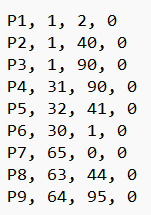 P1, 1, 2, 0
P2, 1, 40, 0
P3, 1, 90, 0
P4, 31, 90, 0
P5, 32, 41, 0
P6, 30, 1, 0
P7, 65, 0, 0
P8, 63, 44, 0
P9, 64, 95, 0